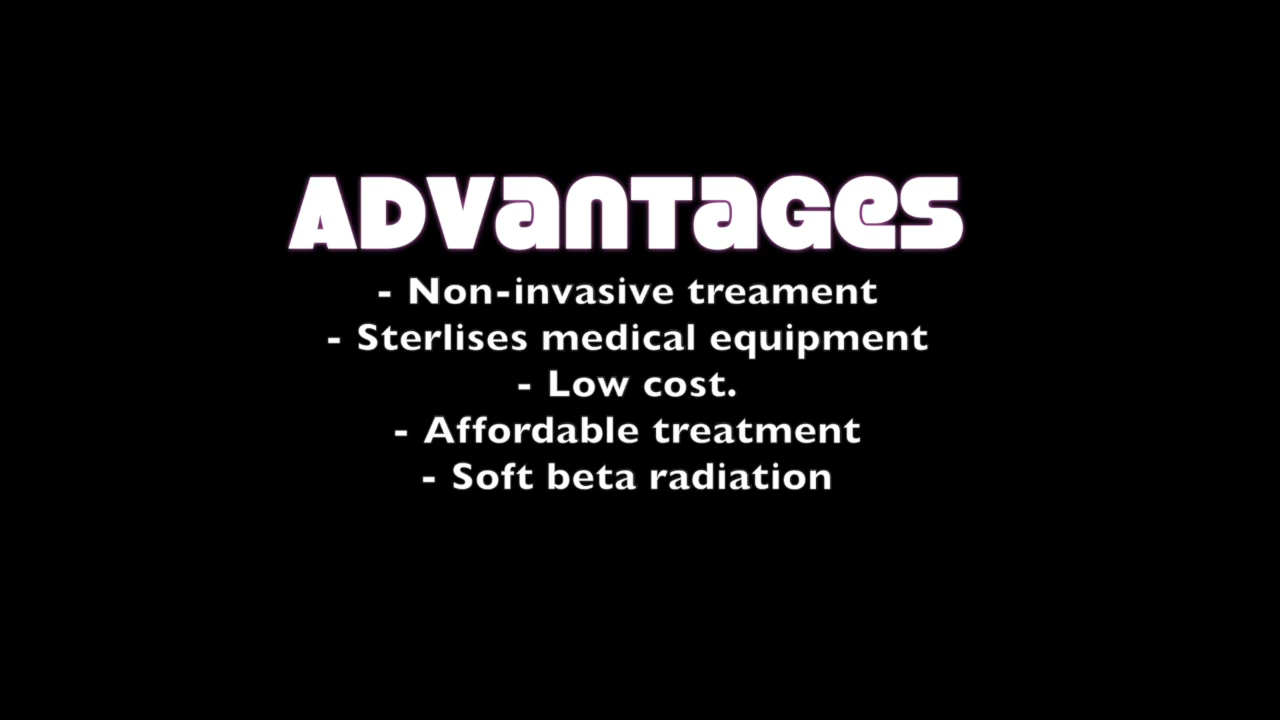 ADVaNTaGes
- Non-invasive treament
- Sterlises medical equipment
- Low cost.
- Affordable treatment
- Soft beta radiation